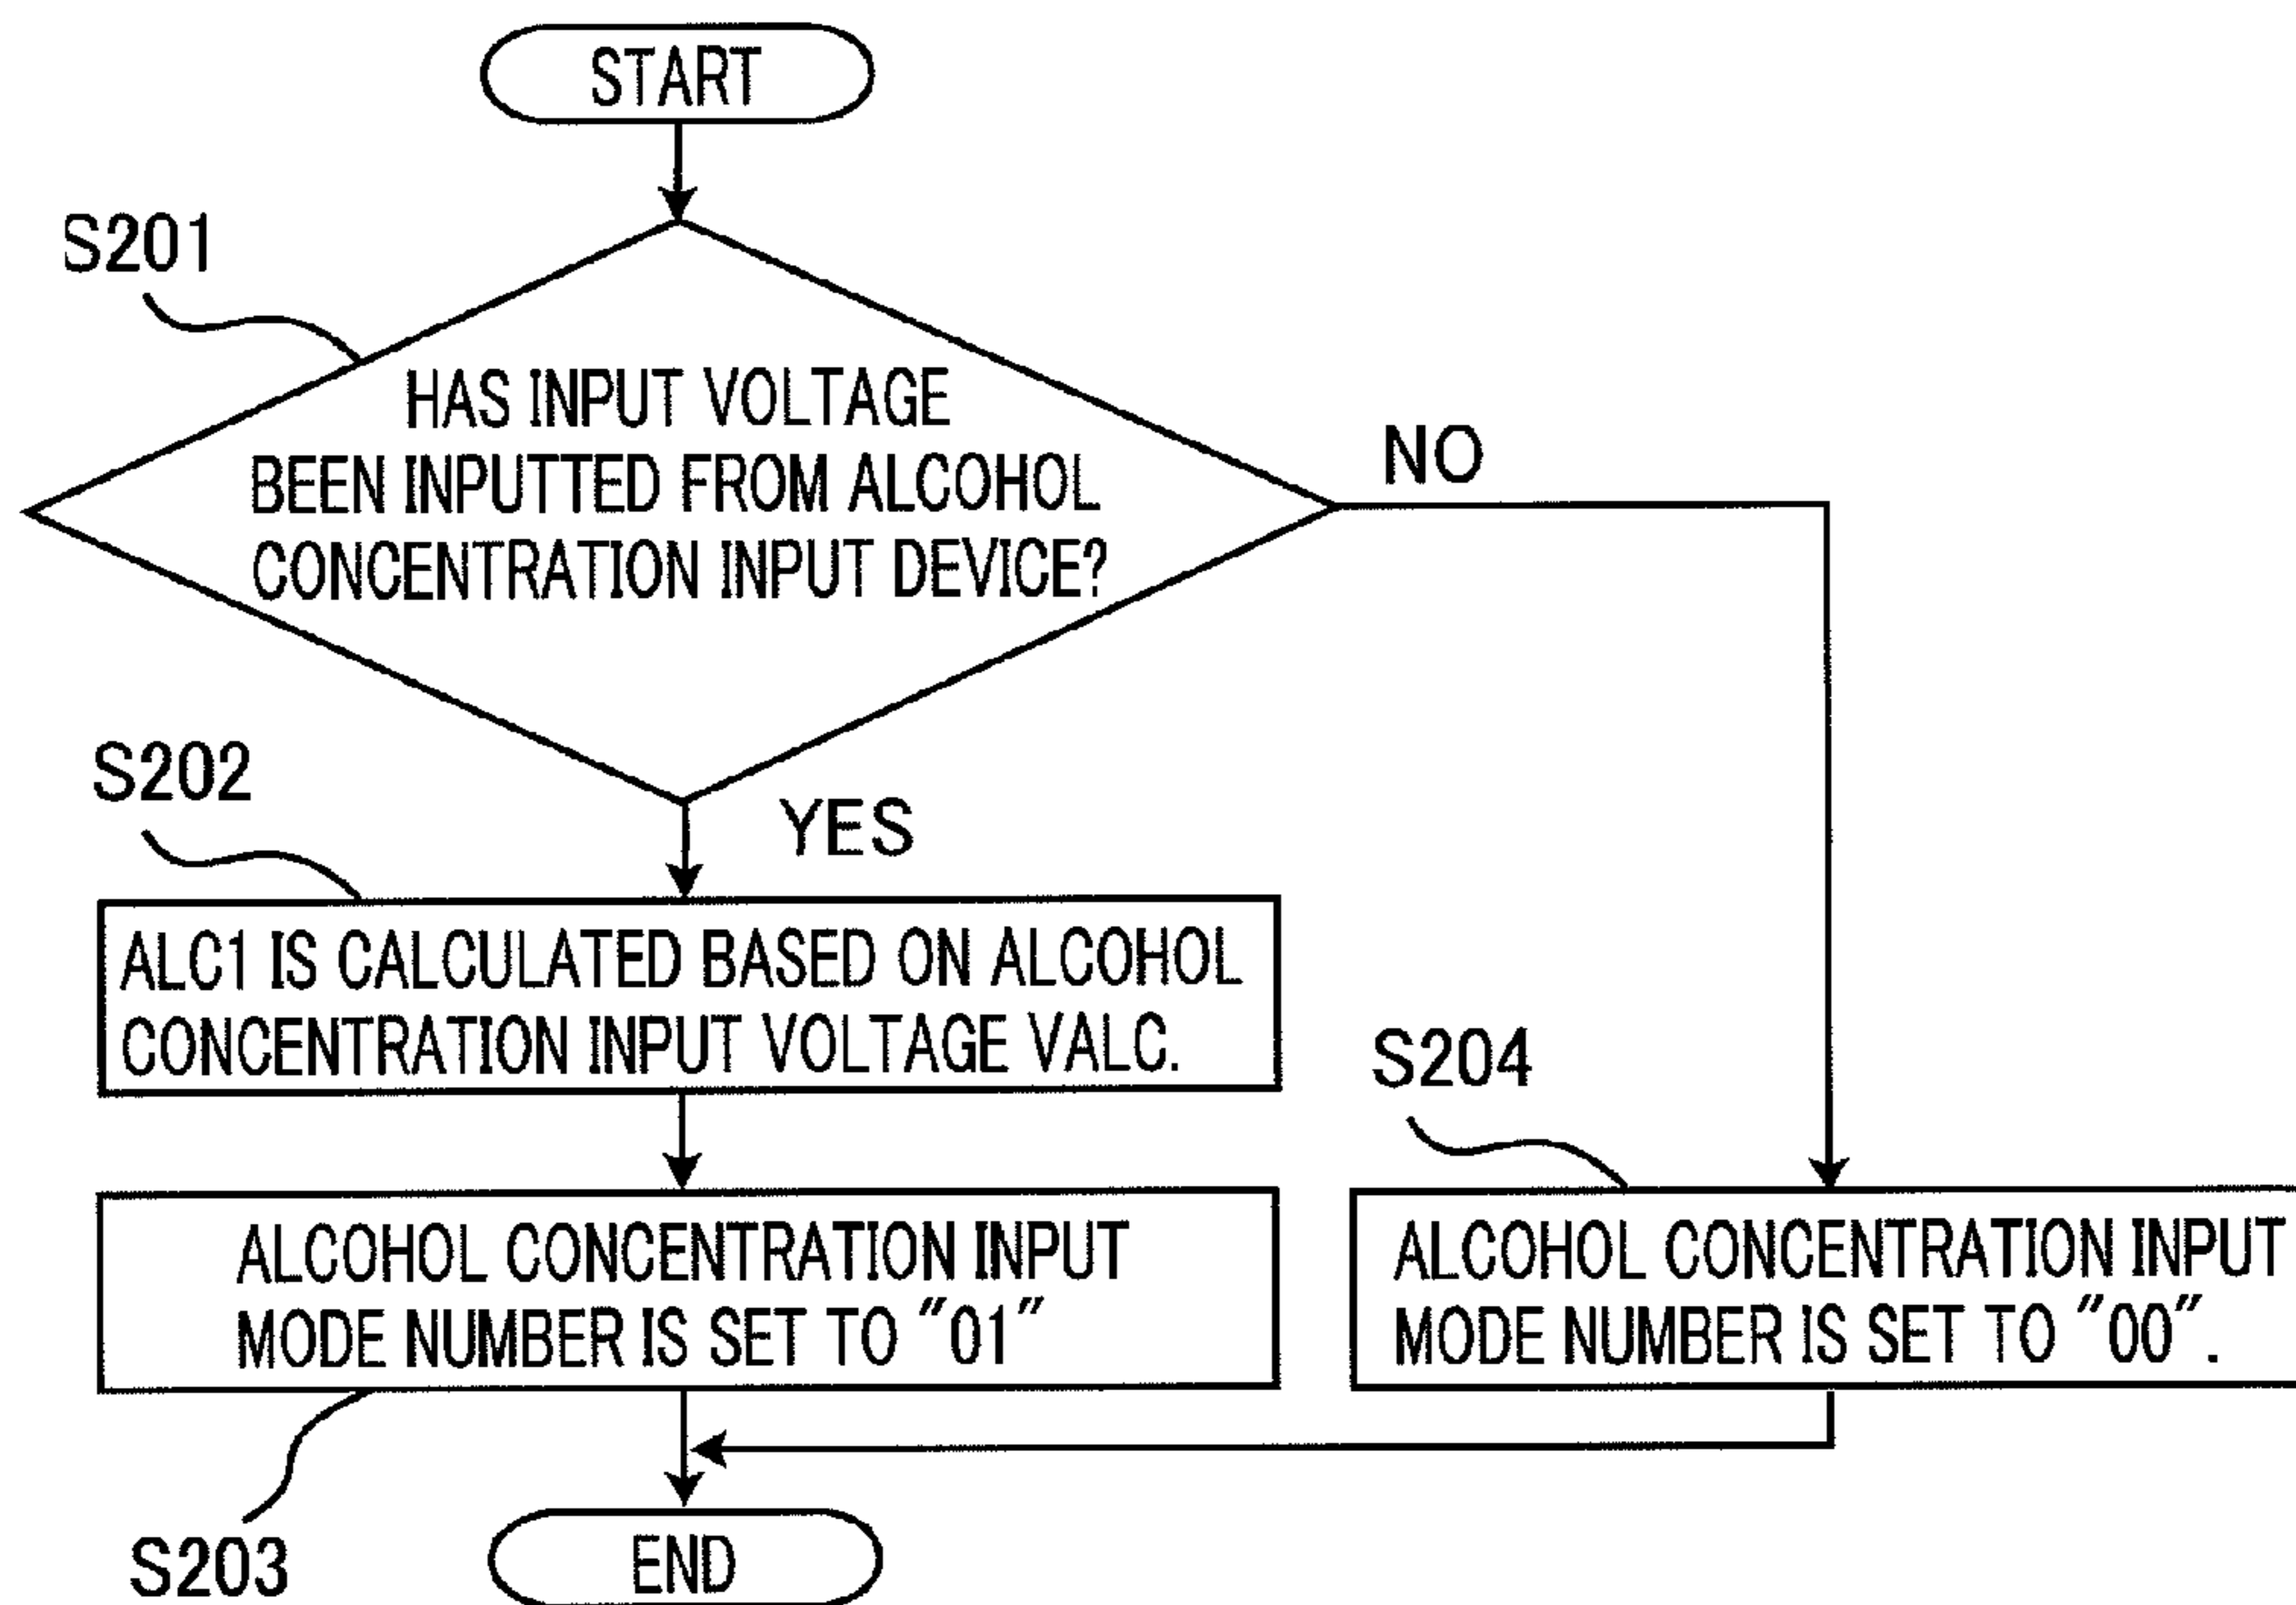 START
S201
HAS INPUT VOLTAGE
BEEN INPUTTED FROM ALCOHOL
CONCENTRATION INPUT DEVICE?
NO
YES
S202
ALC1 IS CALCULATED BASED ON ALCOHOL
CONCENTRATION INPUT VOLTAGE VALC.
S204
ALCOHOL CONCENTRATION INPUT
MODE NUMBER IS SET TO "01"
ALCOHOL CONCENTRATION INPUT
MODE NUMBER IS SET TO "00".
S203
END